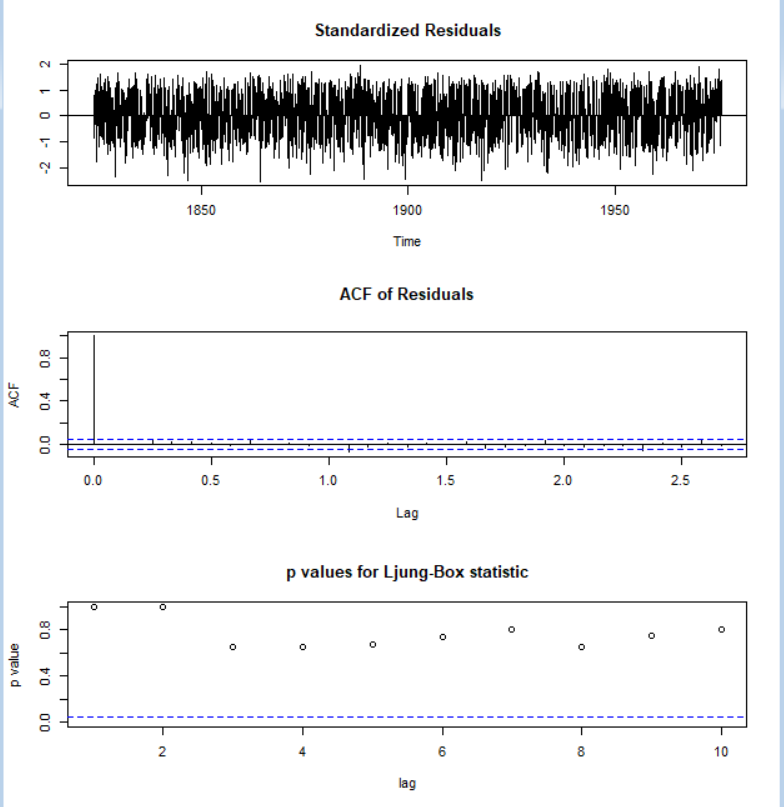 Standardized Residuals
2
1
0
-1
-2
1850 1900 1950
Time
ACF of Residuals
ACF
0.8
0.4
0.0
0.0 0.5 1.0 1.5 2.0 2.5
Lag
p values for Ljung-Box statistic
p value
0.8
0.4
0.0
2 4 6 8 10
lag